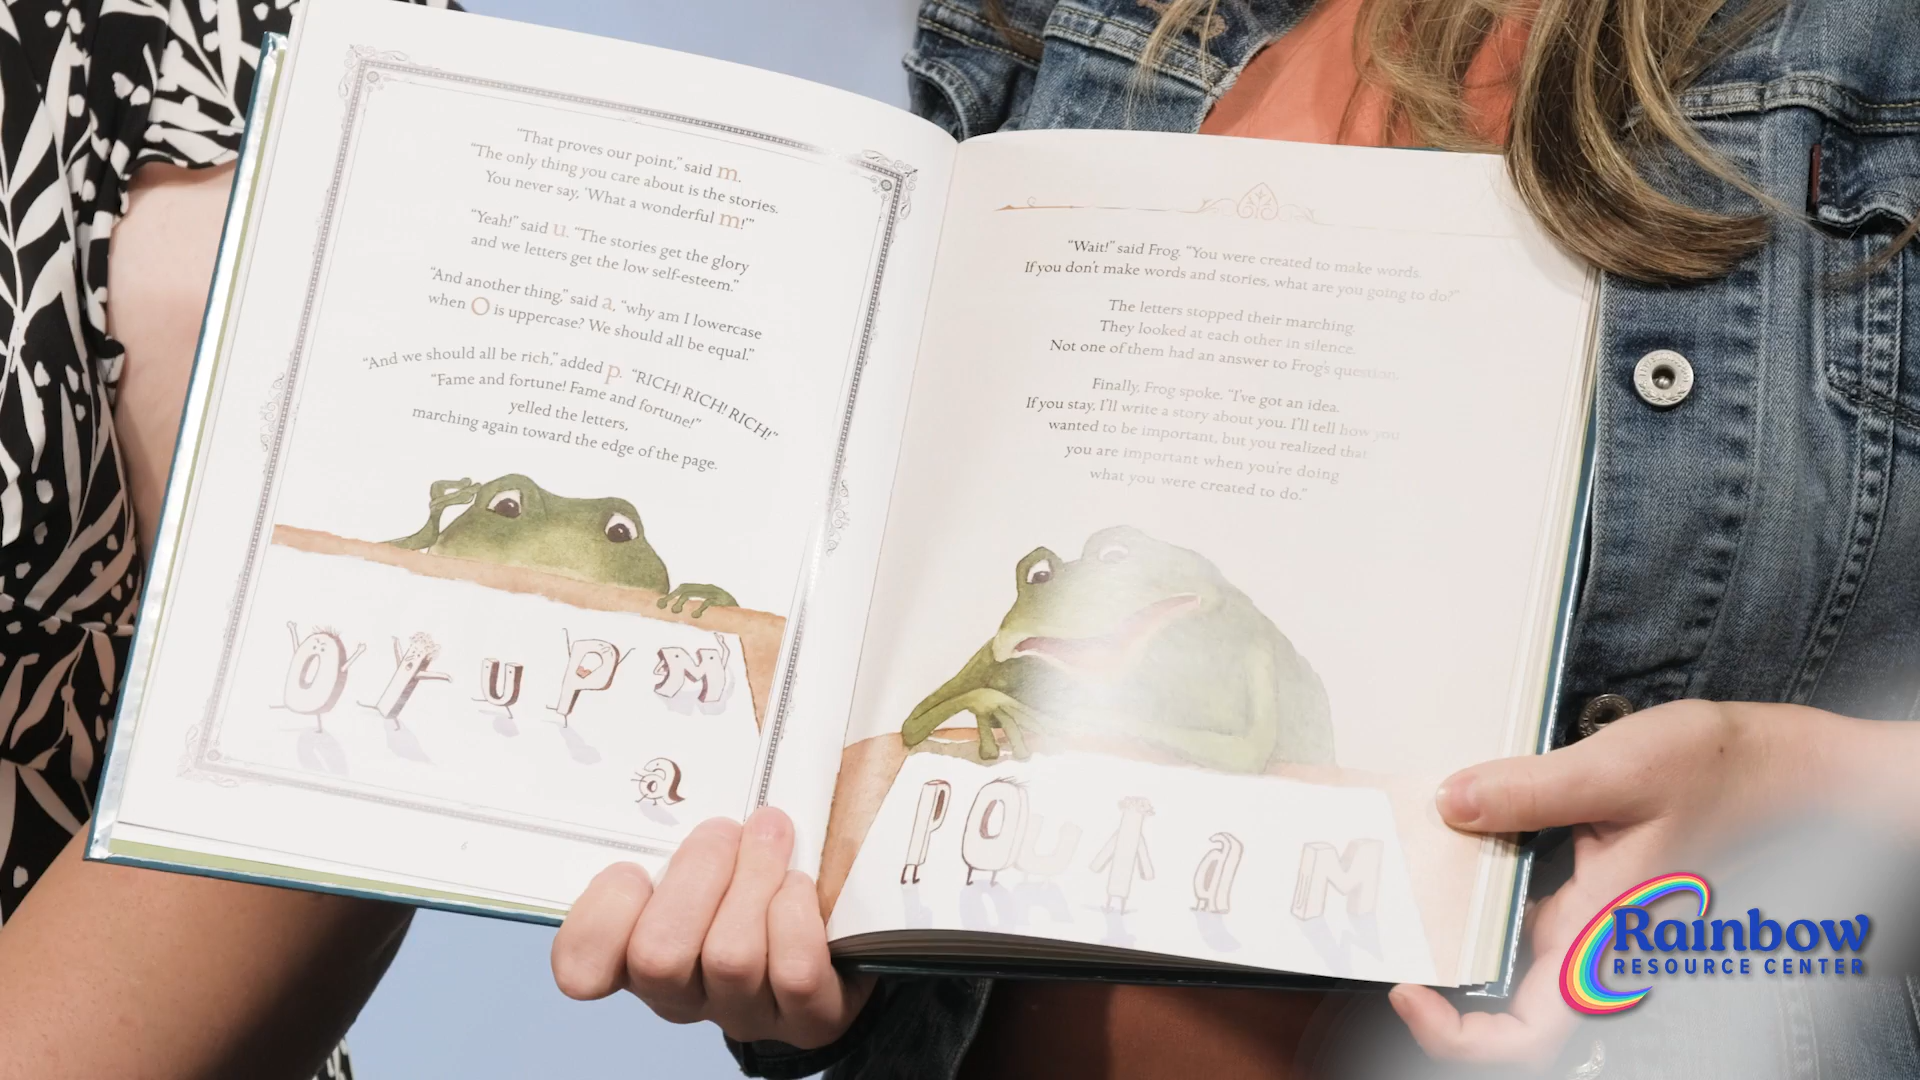 "That proves our point," said m.
"The only thing you care about is the stories.
You never say, 'What a wonderful m!'"
"Yeah!" said u. "The stories get the glory
and we letters get the low self-esteem."
"And another thing," said a, "why am I lowercase
when O is uppercase? We should all be equal."
"And we should all be rich," added p. "RICH! RICH! RICH!"
"Fame and fortune! Fame and fortune!"
yelled the letters,
marching again toward the edge of the page.
O I u P M
a
6
"Wait!" said Frog. "You were created to make words.
If you don't make words and stories, what are you going to do?"
The letters stopped their marching.
They looked at each other in silence.
Not one of them had an answer to Frog's question.
Finally, Frog spoke. "I've got an idea.
If you stay, I'll write a story about you. I'll tell how you
wanted to be important, but you realized that
you are important when you're doing
what you were created to do."
P O u I a M
Rainbow
RESOURCE CENTER